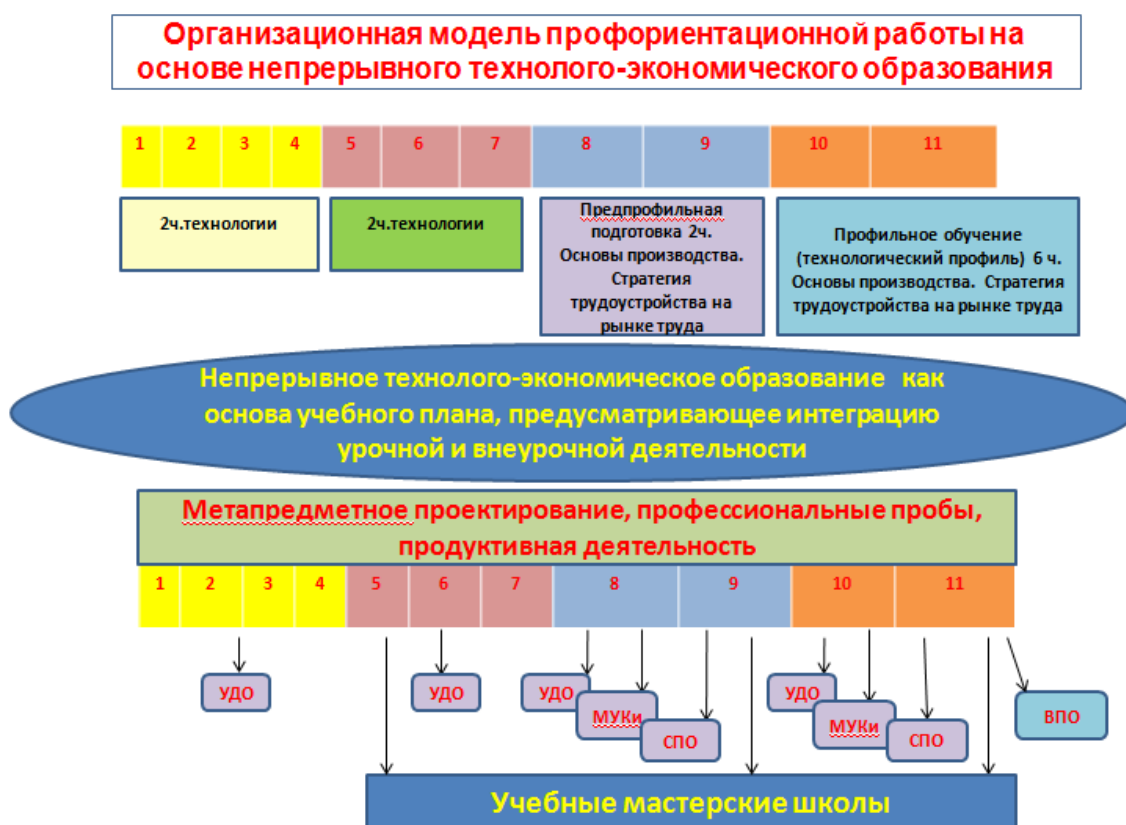 Организационная модель профориентационной работы на
основе непрерывного технолого-экономического образования
1 2 3 4 5 6 7 8 9 10 11
2ч.технологии
2ч.технологии
Предпрофильная
подготовка 2ч.
Основы производства.
Стратегия
трудоустройства на
рынке труда
Профильное обучение
(технологический профиль) 6 ч.
Основы производства. Стратегия
трудоустройства на рынке труда
Непрерывное технолого-экономическое образование как
основа учебного плана, предусматривающее интеграцию
урочной и внеурочной деятельности
Метапредметное проектирование, профессиональные пробы,
продуктивная деятельность
1 2 3 4 5 6 7 8 9 10 11
УДО
УДО
УДО
МУКи
СПО
УДО
МУКи
СПО
ВПО
Учебные мастерские школы